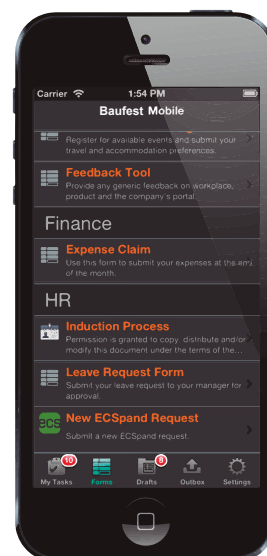 Carrier 1:54 PM
Baufest Mobile
Register for available events and submit your
travel and accommodation preferences.
Feedback Tool
Provide any generic feedback on workplace,
product and the company's portal.
Finance
Expense Claim
Use this form to submit your expenses at the end
of the month.
HR
Induction Process
Permission is granted to copy, distribute and/or
modify this document under the terms of the...
Leave Request Form
Submit your leave request to your manager for
approval.
ecs New ECSpand Request
Submit a new ECSpand request.
10 8
My Tasks Forms Drafts Outbox Settings